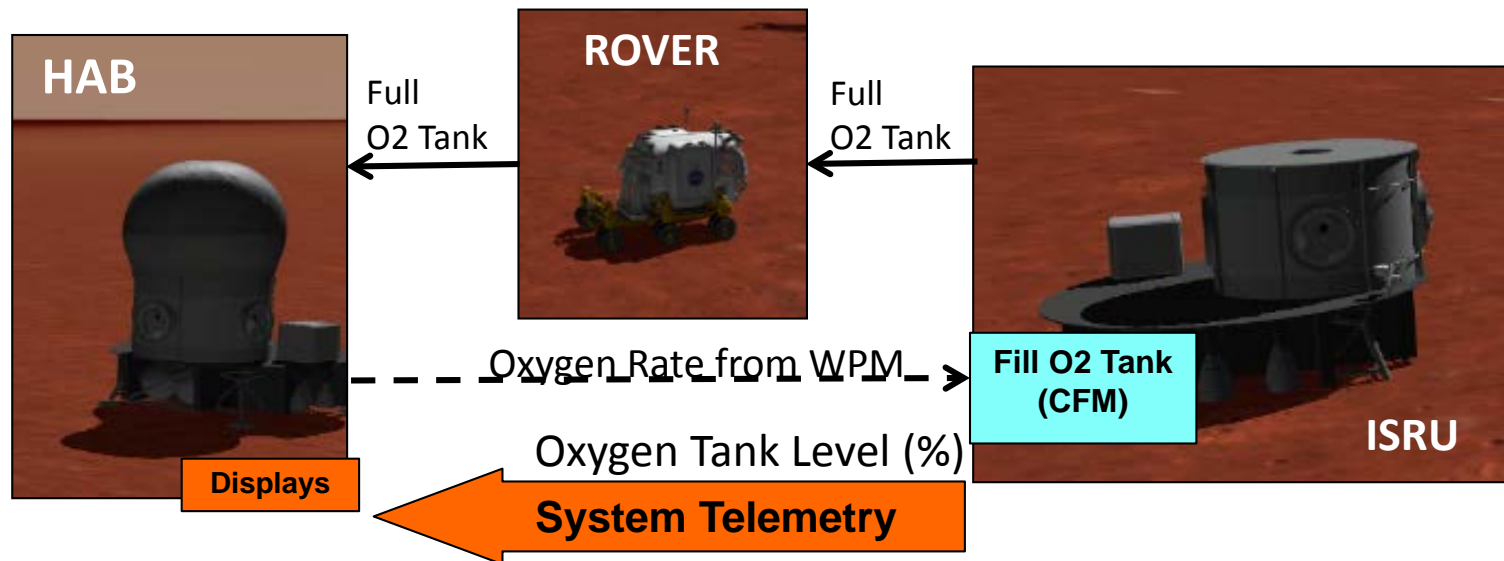 HAB
Full
O2 Tank
ROVER
Full
O2 Tank
Oxygen Rate from WPM
Fill O2 Tank
(CFM)
ISRU
Oxygen Tank Level (%)
Displays
System Telemetry